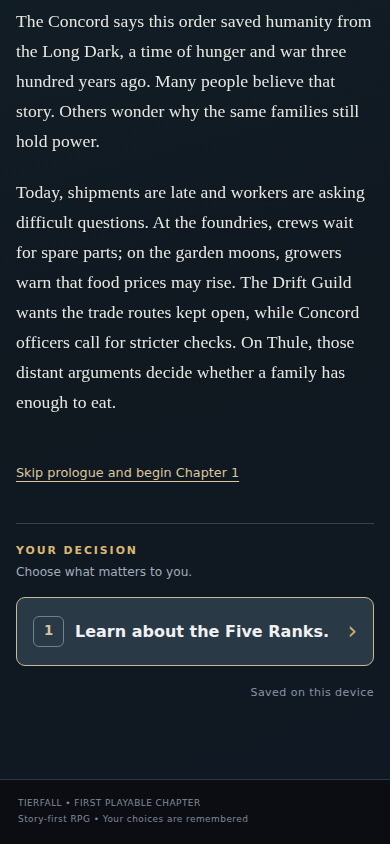 The Concord says this order saved humanity from
the Long Dark, a time of hunger and war three
hundred years ago. Many people believe that
story. Others wonder why the same families still
hold power.
Today, shipments are late and workers are asking
difficult questions. At the foundries, crews wait
for spare parts; on the garden moons, growers
warn that food prices may rise. The Drift Guild
wants the trade routes kept open, while Concord
officers call for stricter checks. On Thule, those
distant arguments decide whether a family has
enough to eat.
Skip prologue and begin Chapter 1
YOUR DECISION
Choose what matters to you.
1 Learn about the Five Ranks. ›
Saved on this device
TIERFALL • FIRST PLAYABLE CHAPTER
Story-first RPG • Your choices are remembered